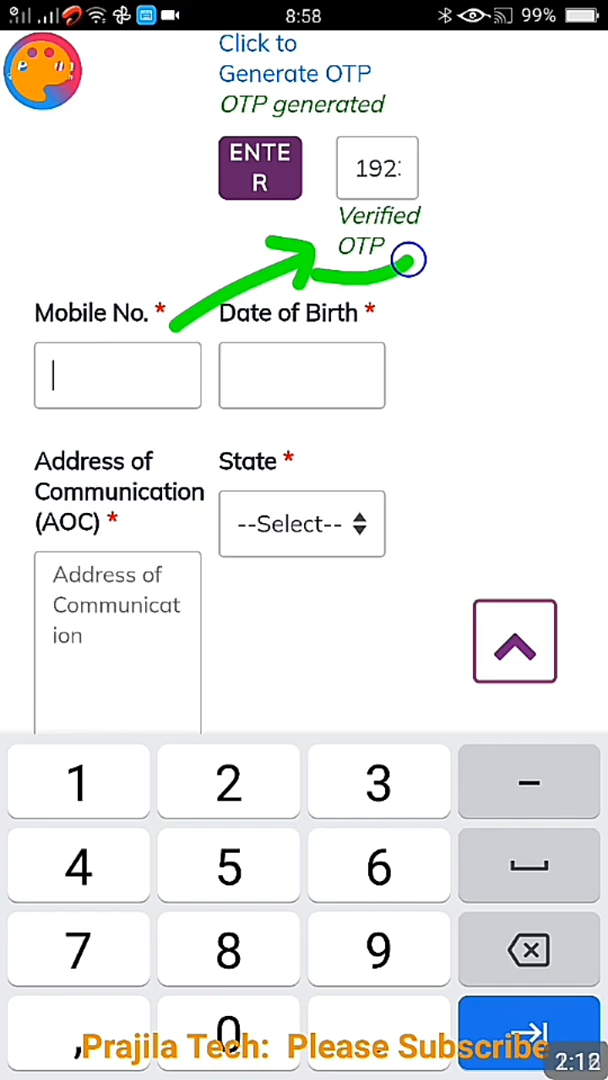 8:58
99%
Click to
Generate OTP
OTP generated
ENTE
R
192
Verified
OTP
Mobile No. *
Date of Birth *
Address of
Communication
(AOC) *
State *
--Select--
Address of
Communicat
ion
1 2 3 -
4 5 6
7 8 9
, 0 .
Prajila Tech: Please Subscribe
2:12